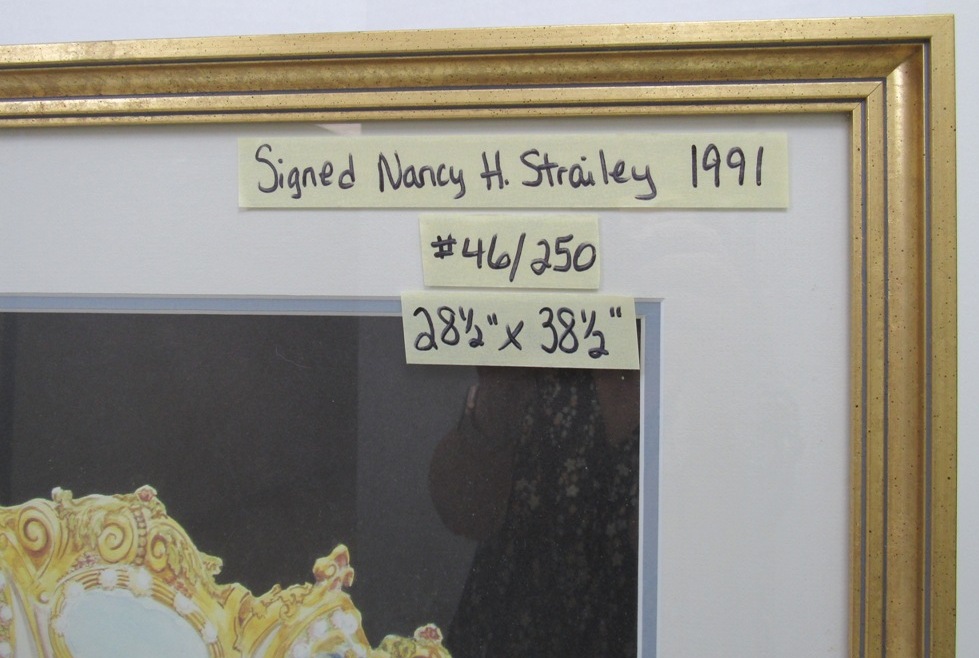 Signed Nancy H. Strailey 1991
#46/250
28½" x 38½"